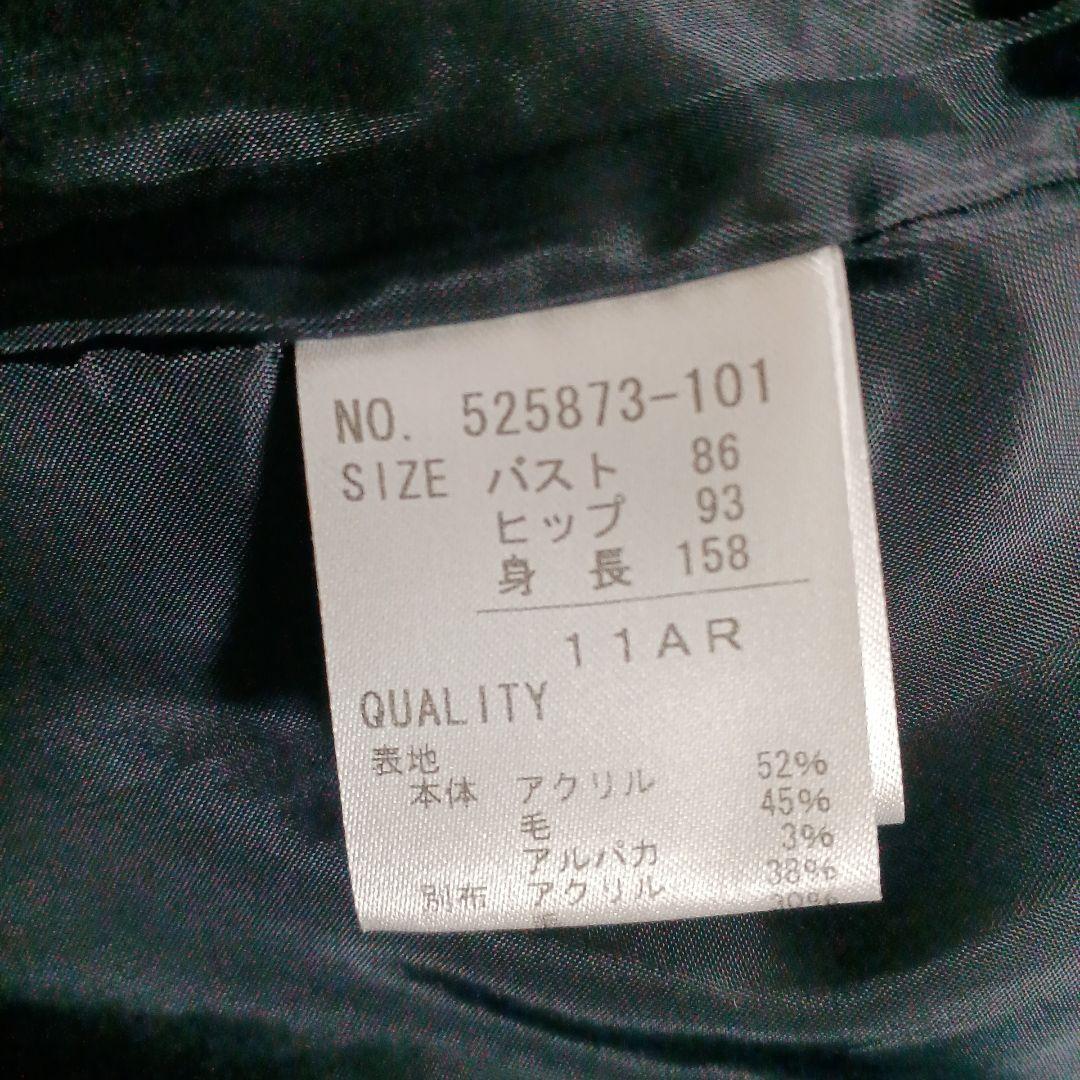 NO. 525873-101
SIZE バスト 86
ヒップ 93
身 長 158
11AR
QUALITY
表地
本体 アクリル 52%
毛 45%
アルパカ 3%
別布 アクリル 38%